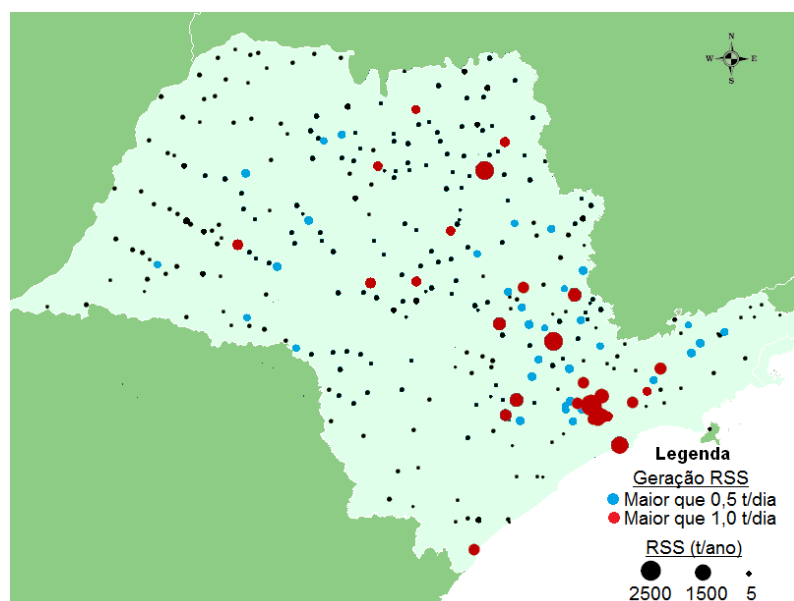 N
W E
S
Legenda
Geração RSS
Maior que 0,5 t/dia
Maior que 1,0 t/dia
RSS (t/ano)
2500 1500 5